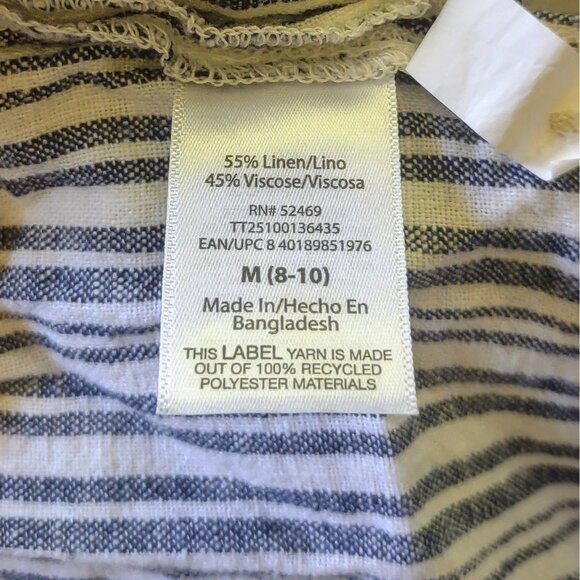 55% Linen/Lino
45% Viscose/Viscosa
RN# 52469
TT25100136435
EAN/UPC 8 40189851976
M (8-10)
Made In/Hecho En
Bangladesh
THIS LABEL YARN IS MADE
OUT OF 100% RECYCLED
POLYESTER MATERIALS